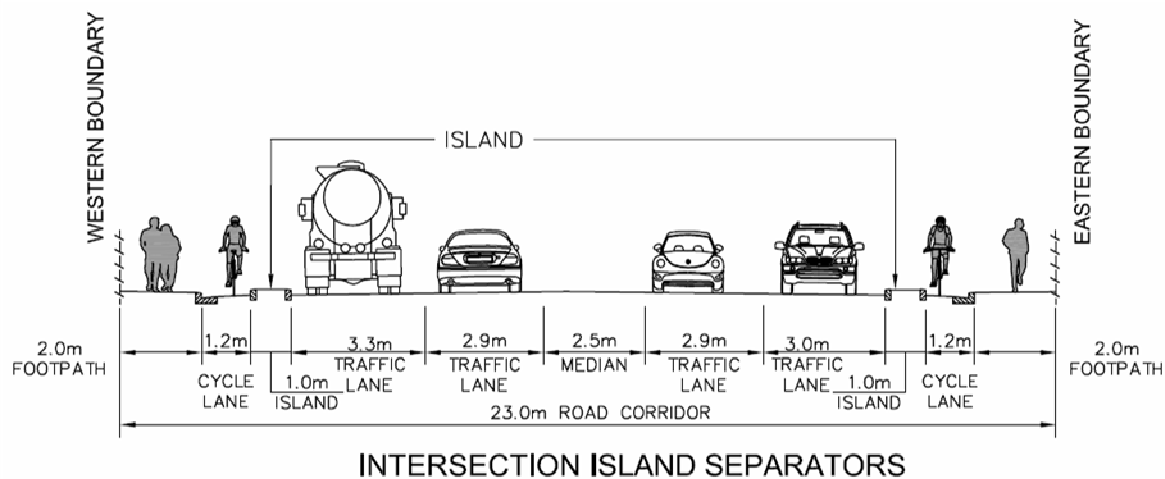 WESTERN BOUNDARY
EASTERN BOUNDARY
ISLAND
2.0m
FOOTPATH
1.2m
CYCLE
LANE
1.0m
ISLAND
3.3m
TRAFFIC
LANE
2.9m
TRAFFIC
LANE
2.5m
MEDIAN
2.9m
TRAFFIC
LANE
3.0m
TRAFFIC
LANE
1.0m
ISLAND
1.2m
CYCLE
LANE
2.0m
FOOTPATH
23.0m ROAD CORRIDOR
INTERSECTION ISLAND SEPARATORS